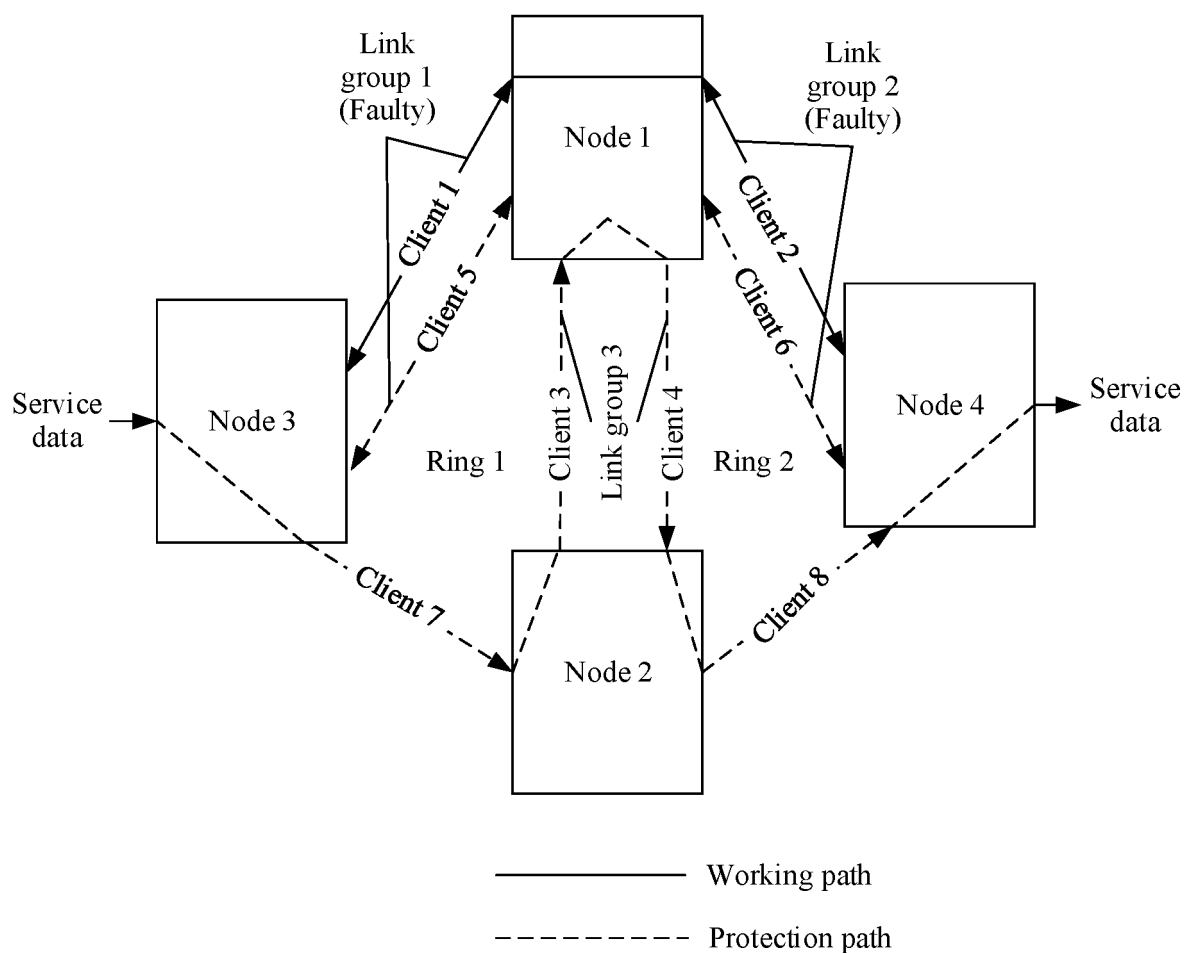 Link
group 1
(Faulty)
Link
group 2
(Faulty)
Node 1
Client 1
Client 2
Client 5
Client 6
Service
data
Node 3
Client 3
Link group 3
Client 4
Node 4
Service
data
Ring 1
Ring 2
Client 7
Client 8
Node 2
Working path
Protection path